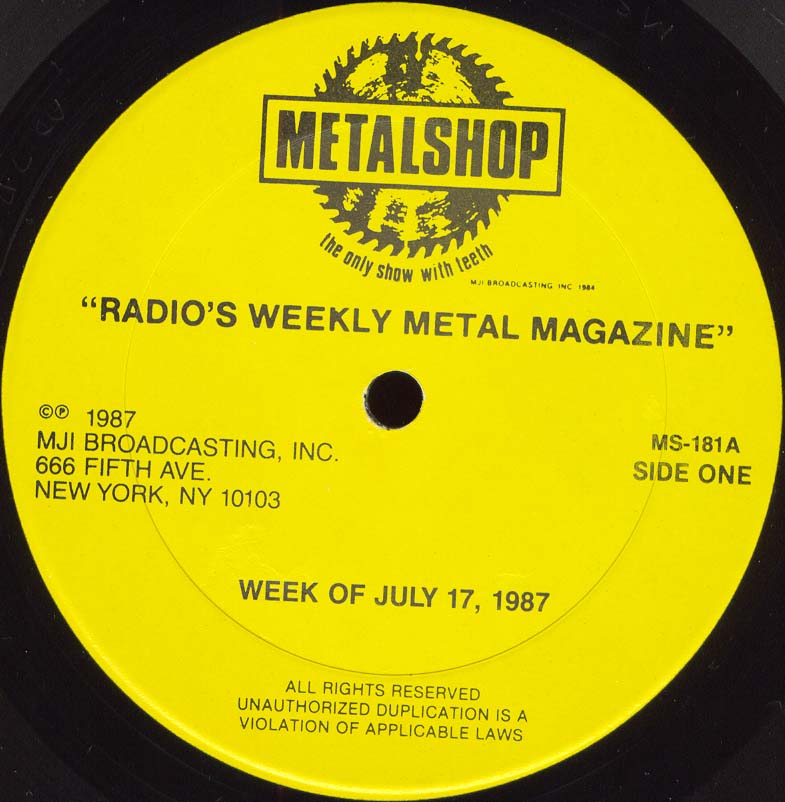 METALSHOP
the only show with teeth
MJI BROADCASTING INC 1984
“RADIO’S WEEKLY METAL MAGAZINE”
©℗ 1987
MJI BROADCASTING, INC.
666 FIFTH AVE.
NEW YORK, NY 10103
MS-181A
SIDE ONE
WEEK OF JULY 17, 1987
ALL RIGHTS RESERVED
UNAUTHORIZED DUPLICATION IS A
VIOLATION OF APPLICABLE LAWS